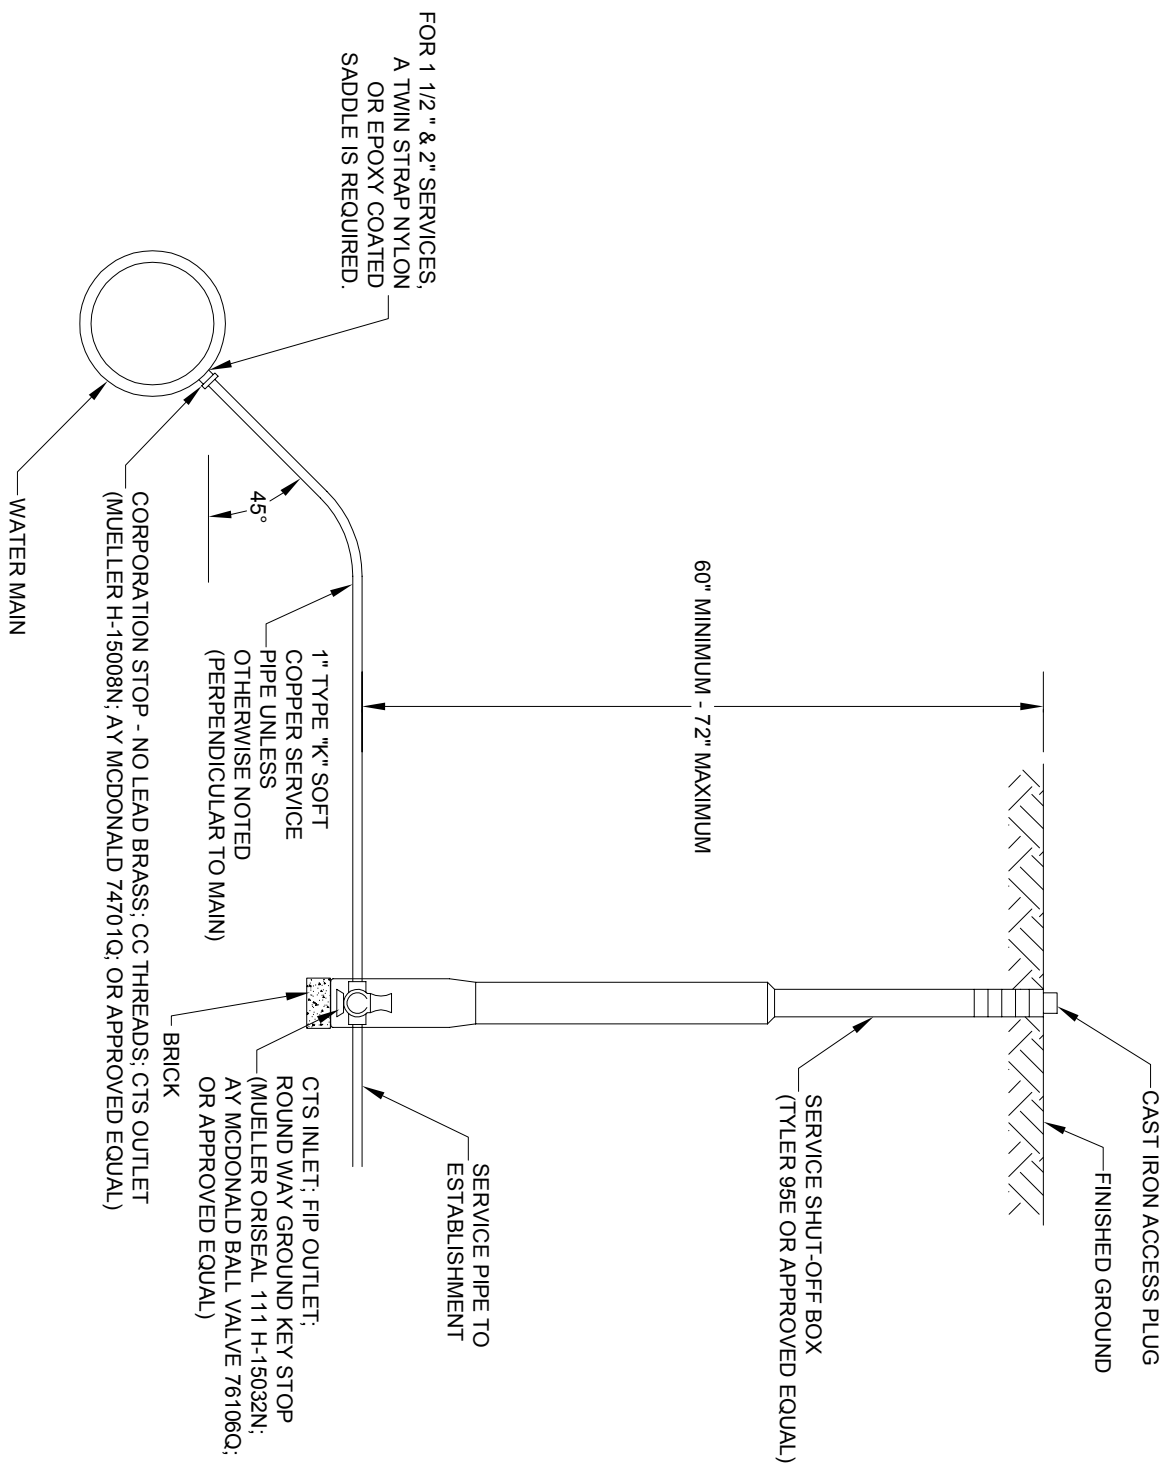 CAST IRON ACCESS PLUG
FINISHED GROUND
SERVICE SHUT-OFF BOX
(TYLER 95E OR APPROVED EQUAL)
60" MINIMUM - 72" MAXIMUM
FOR 1 1/2 " & 2" SERVICES,
A TWIN STRAP NYLON
OR EPOXY COATED
SADDLE IS REQUIRED.
SERVICE PIPE TO
ESTABLISHMENT
45°
1" TYPE "K" SOFT
COPPER SERVICE
PIPE UNLESS
OTHERWISE NOTED
(PERPENDICULAR TO MAIN)
CTS INLET; FIP OUTLET;
ROUND WAY GROUND KEY STOP
(MUELLER ORISEAL 111 H-15032N;
AY MCDONALD BALL VALVE 76106Q;
OR APPROVED EQUAL)
BRICK
CORPORATION STOP - NO LEAD BRASS; CC THREADS; CTS OUTLET
(MUELLER H-15008N; AY MCDONALD 74701Q; OR APPROVED EQUAL)
WATER MAIN